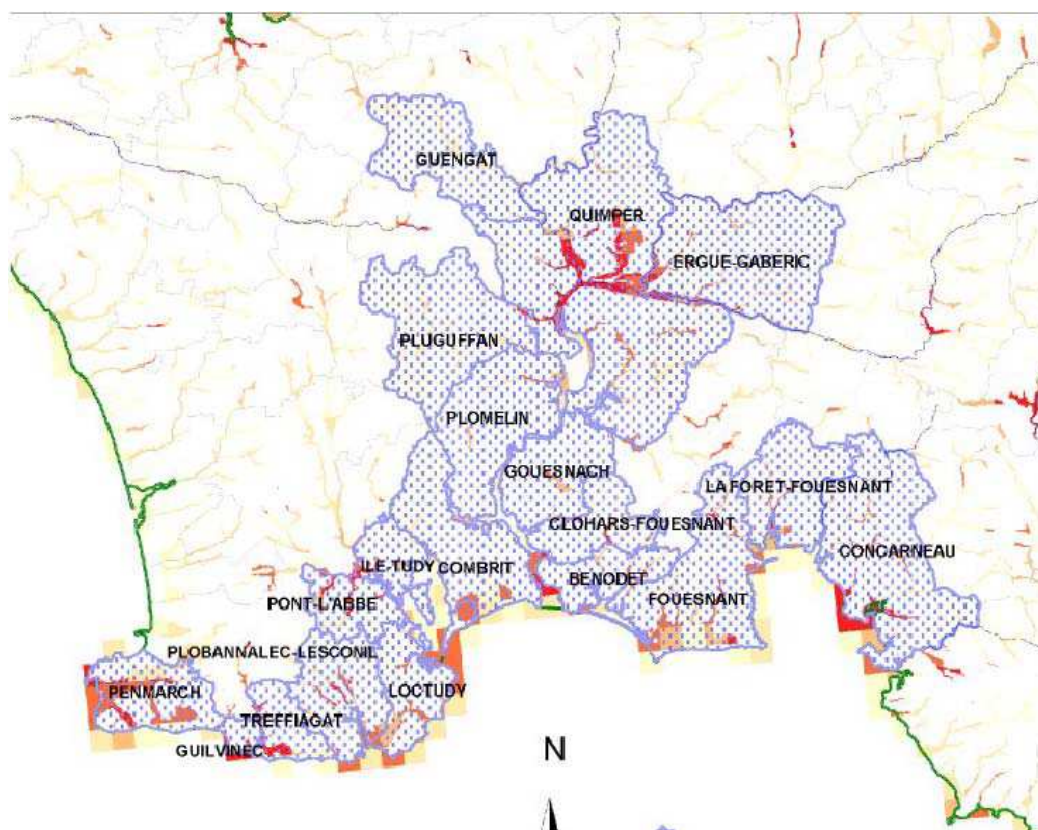 GUENGAT
QUIMPER
ERGUE-GABERIC
PLUGUFFAN
PLOMELIN
GOUESNACH
LA FORET-FOUESNANT
CLOHARS-FOUESNANT
CONCARNEAU
ILE-TUDY
COMBRIT
BENODET
PONT-L'ABBE
FOUESNANT
PLOBANNALEC-LESCONIL
PENMARCH
LOCTUDY
TREFFIAGAT
GUILVINEC
N